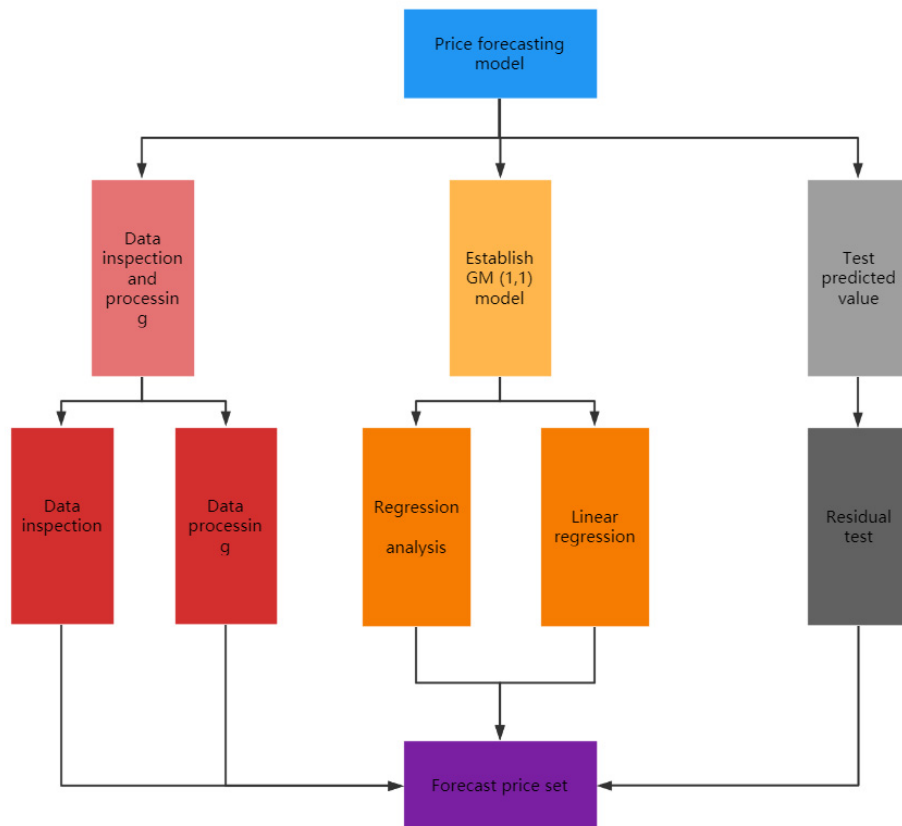 Price forecasting
model
Data
inspection
and
processin
g
Establish
GM (1,1)
model
Test
predicted
value
Data
inspection
Data
processin
g
Regression
analysis
Linear
regression
Residual
test
Forecast price set